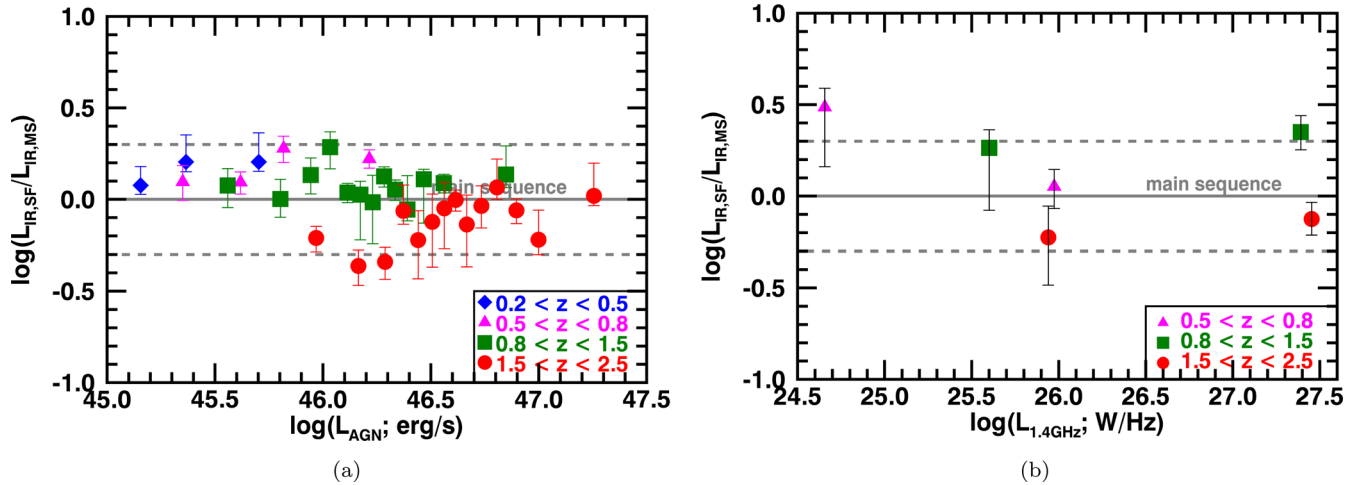 1.0
0.5
0.0
-0.5
-1.0
log(L_IR,SF/L_IR,MS)
main sequence
0.2 < z < 0.5
0.5 < z < 0.8
0.8 < z < 1.5
1.5 < z < 2.5
45.0 45.5 46.0 46.5 47.0 47.5
log(L_AGN; erg/s)
(a)
1.0
0.5
0.0
-0.5
-1.0
log(L_IR,SF/L_IR,MS)
main sequence
0.5 < z < 0.8
0.8 < z < 1.5
1.5 < z < 2.5
24.5 25.0 25.5 26.0 26.5 27.0 27.5
log(L_1.4GHz; W/Hz)
(b)